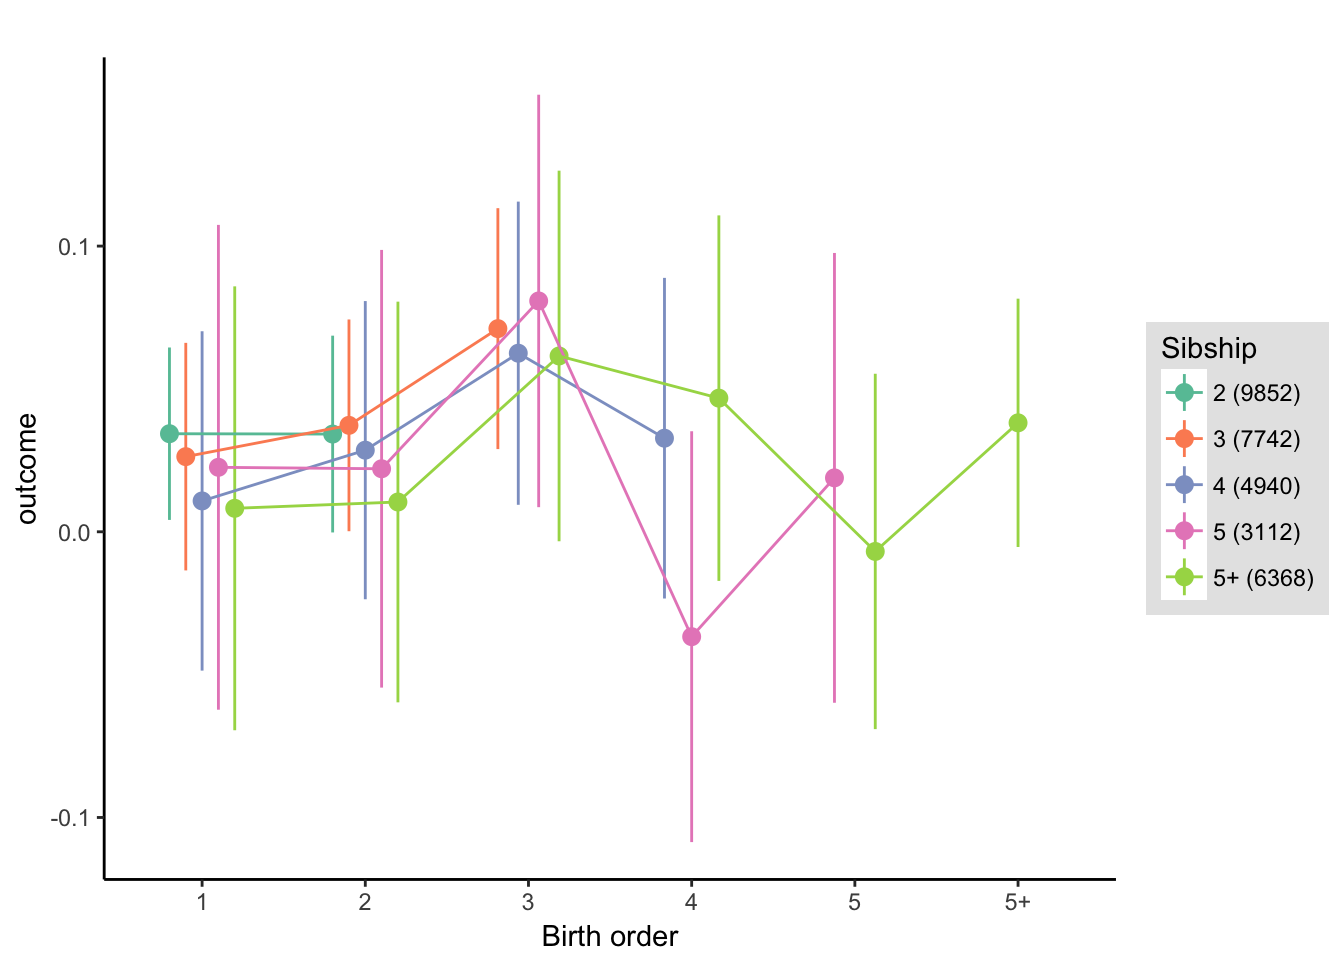 outcome
0.1
0.0
-0.1
1 2 3 4 5 5+
Birth order
Sibship
2 (9852)
3 (7742)
4 (4940)
5 (3112)
5+ (6368)